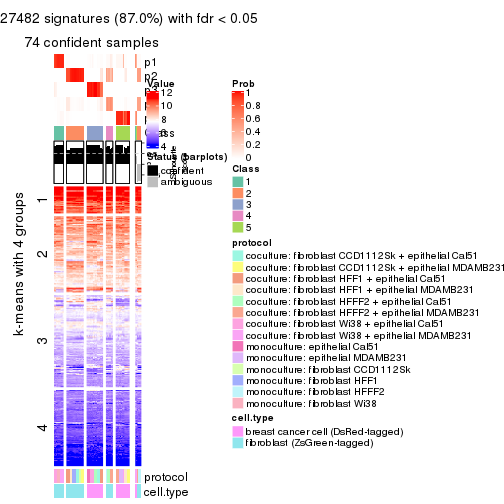 27482 signatures (87.0%) with fdr < 0.05
74 confident samples
p1
p2
Value
12
10
8
4
Status (barplots)
confident
ambiguous
k-means with 4 groups
1
2
3
4
protocol
cell.type
Prob
1
0.8
0.6
0.4
0.2
0
Class
1
2
3
4
5
protocol
coculture: fibroblast CCD1112Sk + epithelial Cal51
coculture: fibroblast CCD1112Sk + epithelial MDAMB231
coculture: fibroblast HFF1 + epithelial Cal51
coculture: fibroblast HFF1 + epithelial MDAMB231
coculture: fibroblast HFFF2 + epithelial Cal51
coculture: fibroblast HFFF2 + epithelial MDAMB231
coculture: fibroblast Wi38 + epithelial Cal51
coculture: fibroblast Wi38 + epithelial MDAMB231
monoculture: epithelial Cal51
monoculture: epithelial MDAMB231
monoculture: fibroblast CCD1112Sk
monoculture: fibroblast HFF1
monoculture: fibroblast HFFF2
monoculture: fibroblast Wi38
cell.type
breast cancer cell (DsRed-tagged)
fibroblast (ZsGreen-tagged)